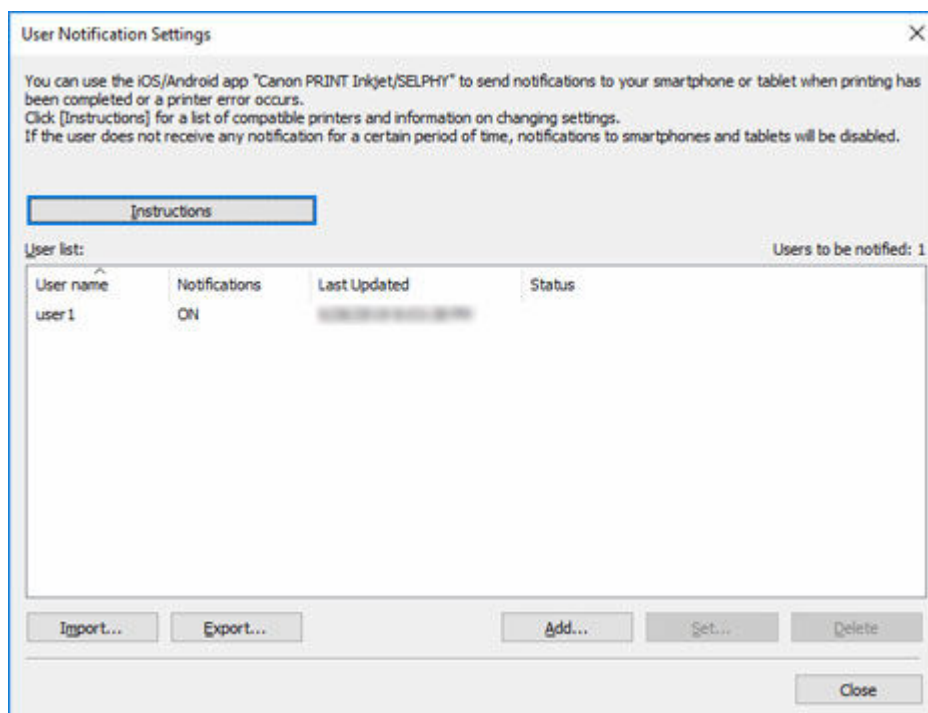 User Notification Settings
You can use the iOS/Android app "Canon PRINT Inkjet/SELPHY" to send notifications to your smartphone or tablet when printing has
been completed or a printer error occurs.
Click [Instructions] for a list of compatible printers and information on changing settings.
If the user does not receive any notification for a certain period of time, notifications to smartphones and tablets will be disabled.
Instructions
User list: Users to be notified: 1
User name Notifications Last Updated Status
user1 ON
Import... Export... Add... Set... Delete
Close